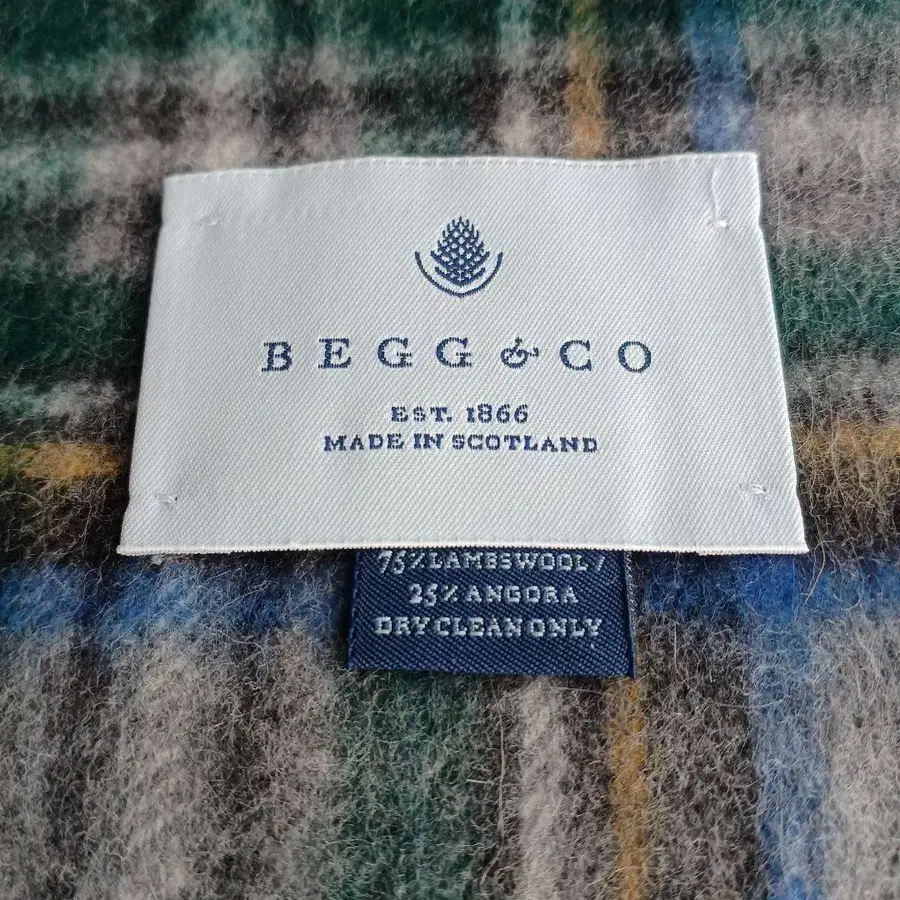 BEGG & CO
EST. 1866
MADE IN SCOTLAND
75% LAMBSWOOL/
25% ANGORA
DRY CLEAN ONLY